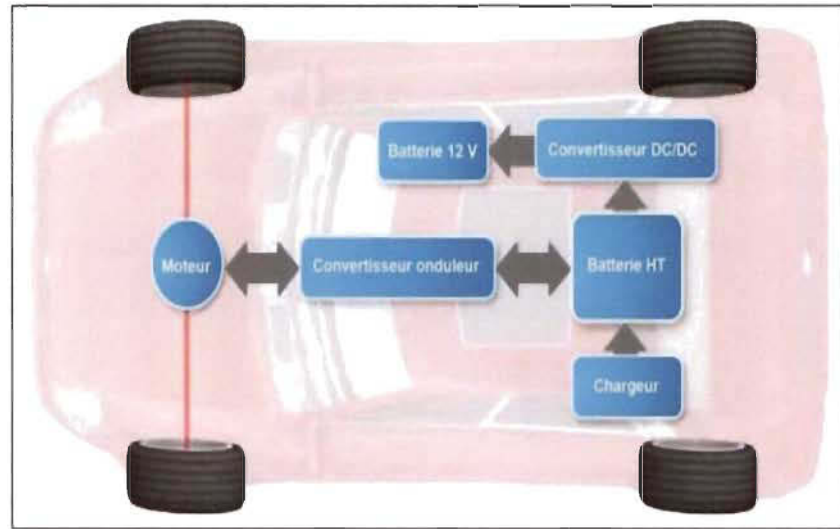 Batterie 12 V
Convertisseur DC/DC
Moteur
Convertisseur onduleur
Batterie HT
Chargeur